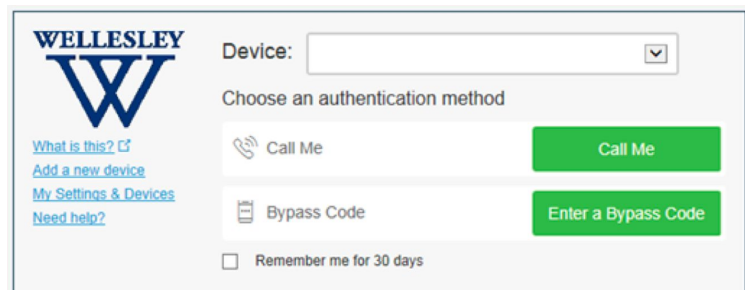 WELLESLEY
W
What is this?
Add a new device
My Settings & Devices
Need help?
Device:
Choose an authentication method
Call Me
Call Me
Bypass Code
Enter a Bypass Code
Remember me for 30 days